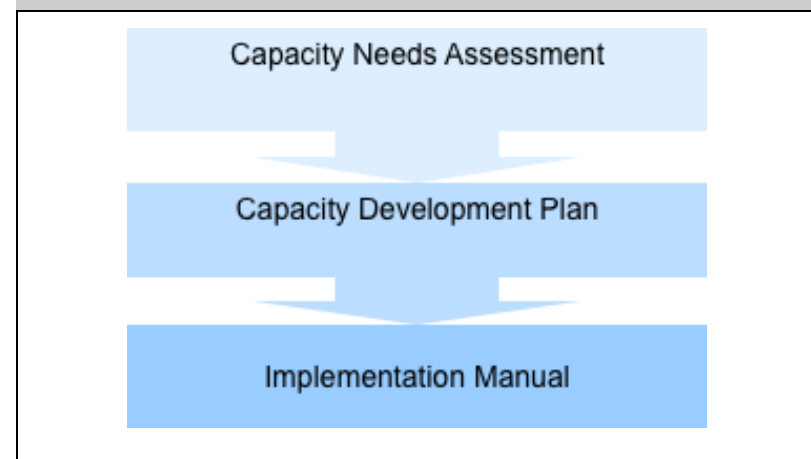 Capacity Needs Assessment
Capacity Development Plan
Implementation Manual